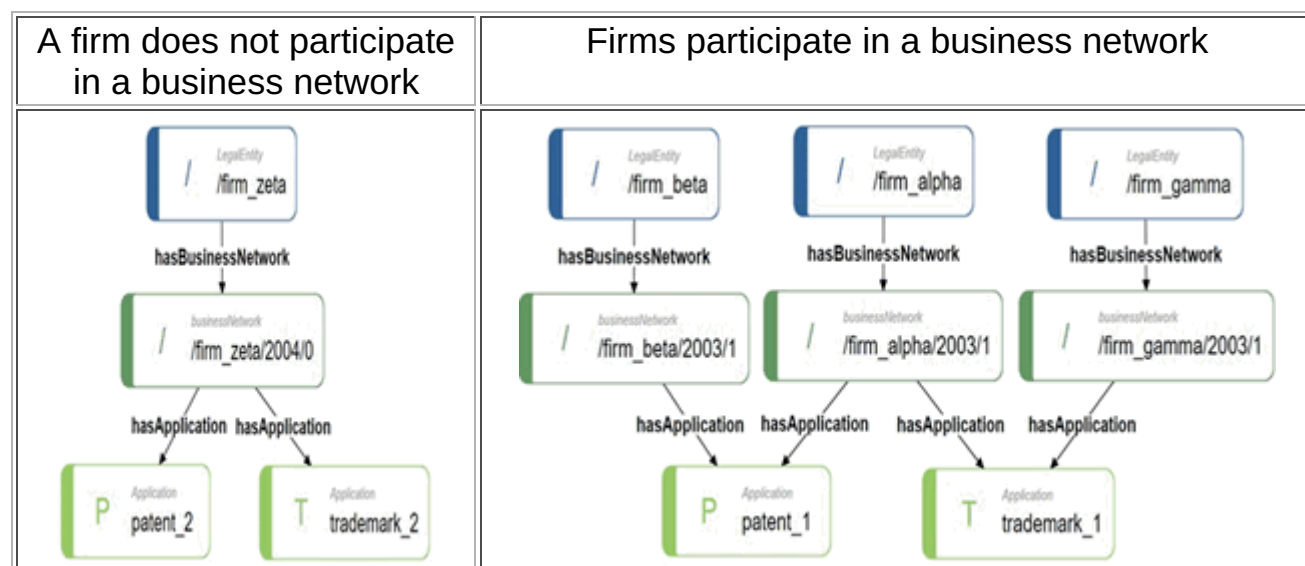 A firm does not participate
in a business network
Firms participate in a business network
LegalEntity
/
/firm_zeta
hasBusinessNetwork
businessNetwork
/
/firm_zeta/2004/0
hasApplication hasApplication
Application
P
patent_2
Application
T
trademark_2
LegalEntity
/
/firm_beta
LegalEntity
/
/firm_alpha
LegalEntity
/
/firm_gamma
hasBusinessNetwork
hasBusinessNetwork
hasBusinessNetwork
businessNetwork
/
/firm_beta/2003/1
businessNetwork
/
/firm_alpha/2003/1
businessNetwork
/
/firm_gamma/2003/1
hasApplication hasApplication hasApplication hasApplication
Application
P
patent_1
Application
T
trademark_1